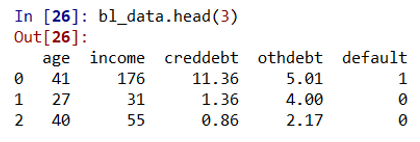 In [26]: bl_data.head(3)
Out[26]:
   age  income  creddebt  othdebt  default
0   41     176     11.36     5.01        1
1   27      31      1.36     4.00        0
2   40      55      0.86     2.17        0